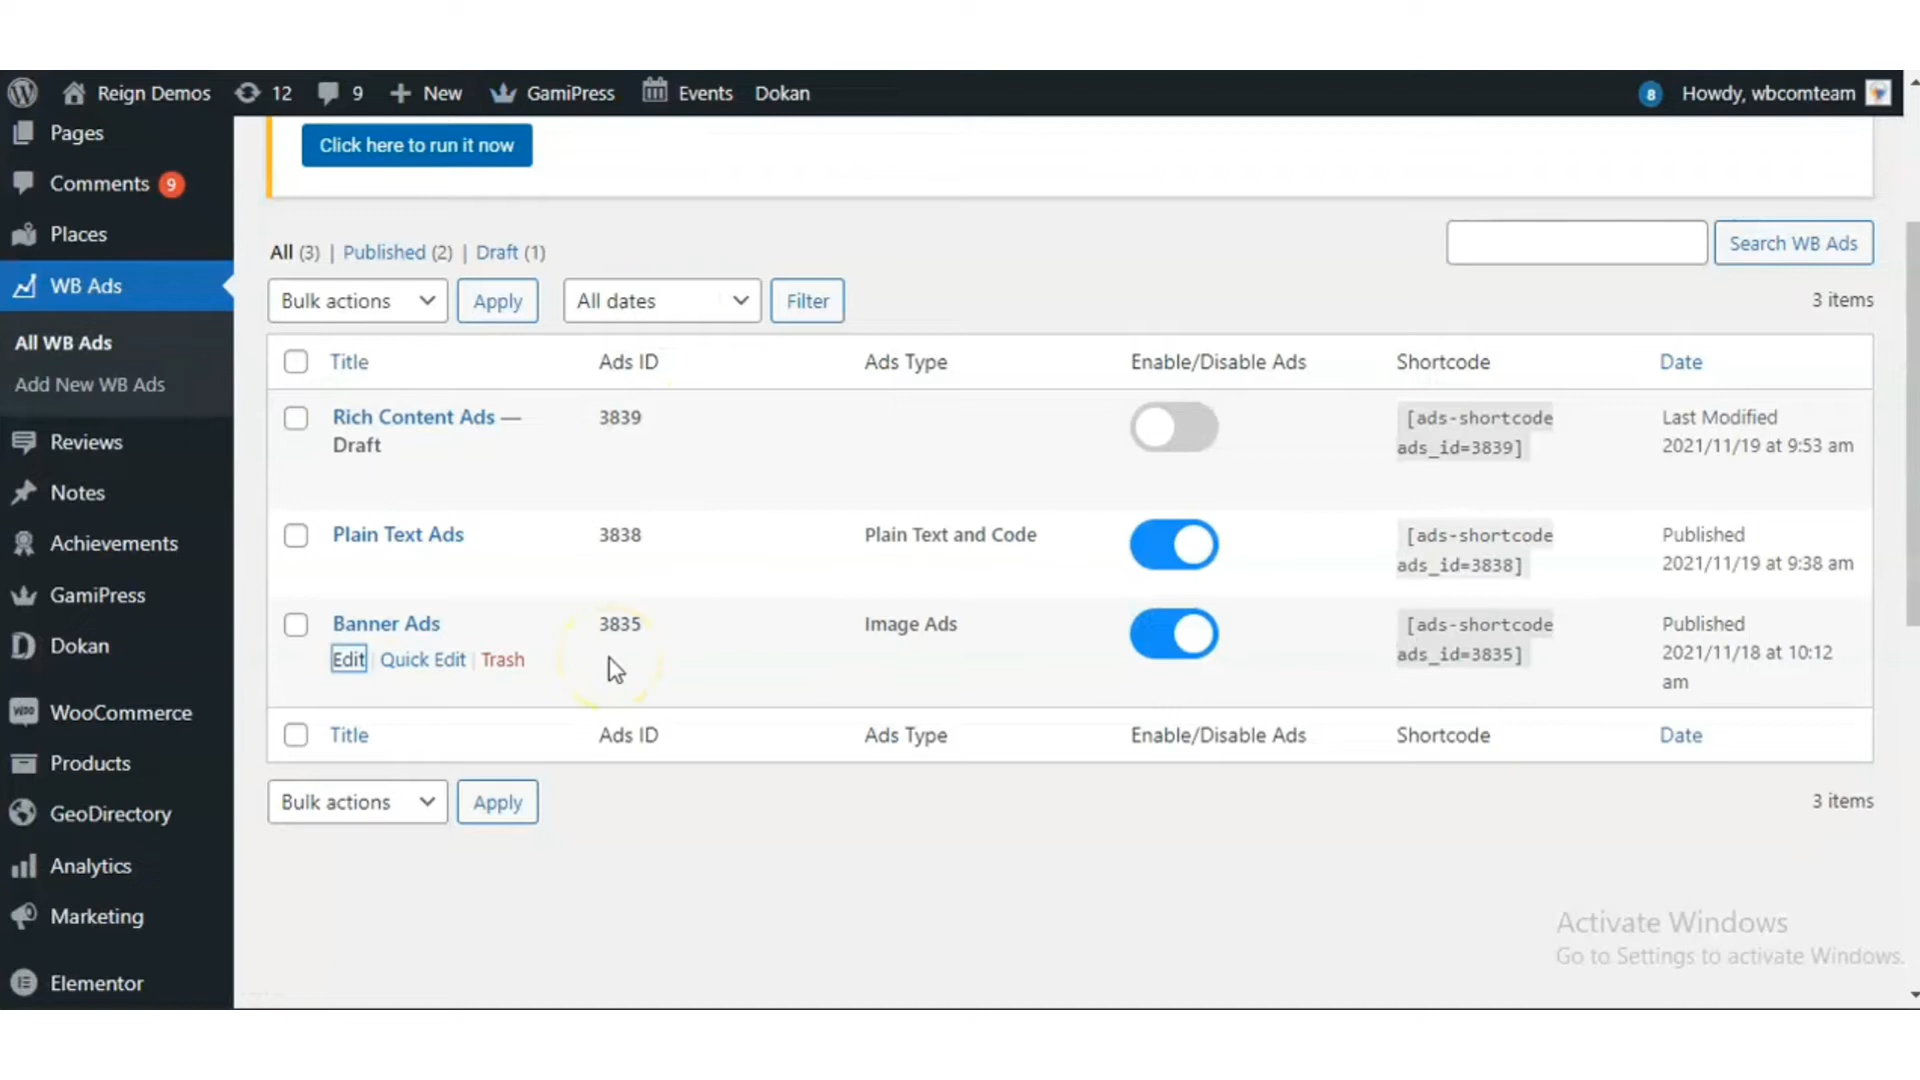 Reign Demos 12 9 New GamiPress Events Dokan 8 Howdy, wbcomteam
Pages
Comments 9
Places
WB Ads
All WB Ads
Add New WB Ads
Reviews
Notes
Achievements
GamiPress
Dokan
WooCommerce
Products
GeoDirectory
Analytics
Marketing
Elementor
Click here to run it now
All (3) | Published (2) | Draft (1)
Search WB Ads
Bulk actions Apply All dates Filter 3 items
Title Ads ID Ads Type Enable/Disable Ads Shortcode Date
Rich Content Ads — 3839 [ads-shortcode Last Modified
Draft ads_id=3839] 2021/11/19 at 9:53 am
Plain Text Ads 3838 Plain Text and Code [ads-shortcode Published
ads_id=3838] 2021/11/19 at 9:38 am
Banner Ads 3835 Image Ads [ads-shortcode Published
Edit | Quick Edit | Trash ads_id=3835] 2021/11/18 at 10:12
am
Title Ads ID Ads Type Enable/Disable Ads Shortcode Date
Bulk actions Apply 3 items
Activate Windows
Go to Settings to activate Windows.